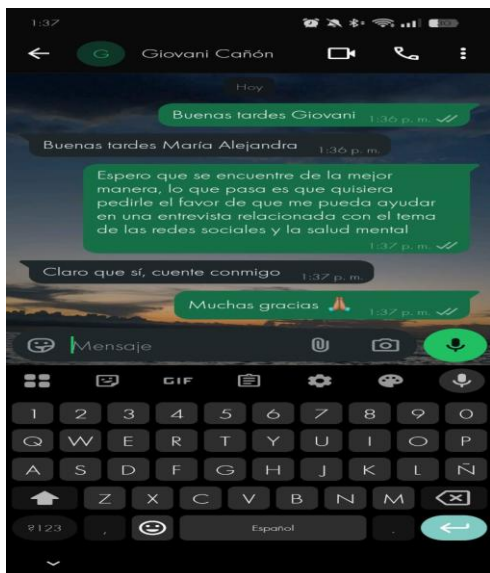 1:37
G
Giovani Cañón
Hoy
Buenas tardes Giovani 1:36 p. m.
Buenas tardes María Alejandra 1:36 p. m.
Espero que se encuentre de la mejor
manera, lo que pasa es que quisiera
pedirle el favor de que me pueda ayudar
en una entrevista relacionada con el tema
de las redes sociales y la salud mental
1:37 p. m.
Claro que sí, cuente conmigo 1:37 p. m.
Muchas gracias 🙏🏽 1:37 p. m.
Mensaje
GIF
1 2 3 4 5 6 7 8 9 0
Q W E R T Y U I O P
A S D F G H J K L Ñ
Z X C V B N M
?123 , Español .